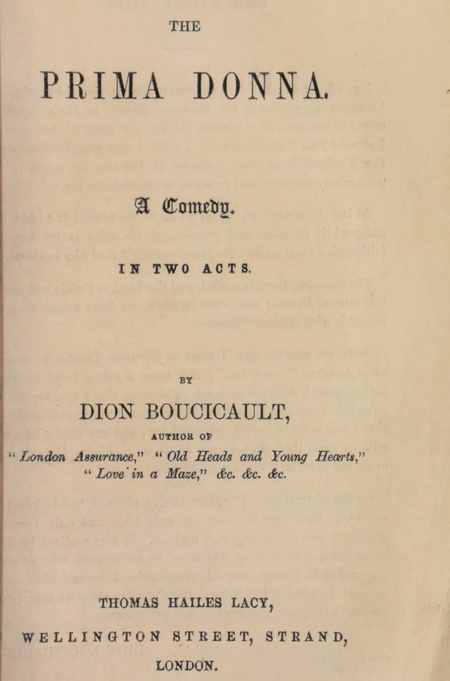 THE
PRIMA DONNA.
A Comedy.
IN TWO ACTS.
BY
DION BOUCICAULT,
AUTHOR OF
"London Assurance," "Old Heads and Young Hearts,"
"Love in a Maze," &c. &c. &c.
THOMAS HAILES LACY,
WELLINGTON STREET, STRAND,
LONDON.